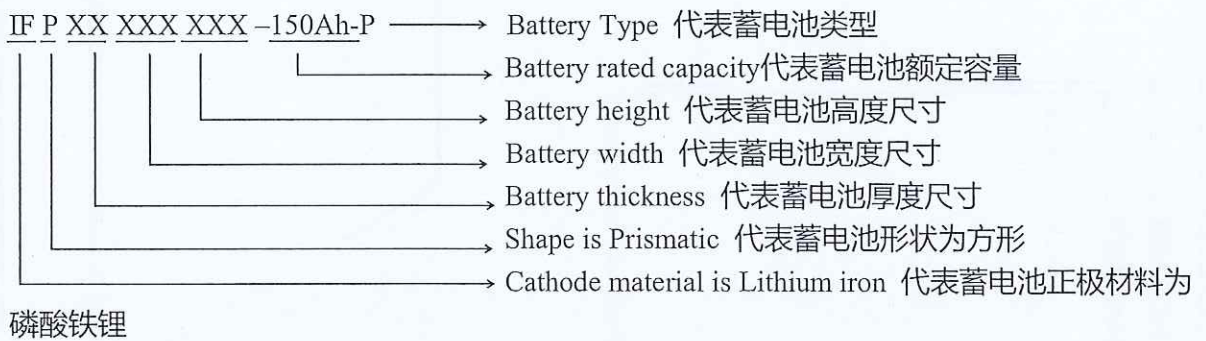 IF P XX XXX XXX –150Ah-P Battery Type 代表蓄电池类型
Battery rated capacity代表蓄电池额定容量
Battery height 代表蓄电池高度尺寸
Battery width 代表蓄电池宽度尺寸
Battery thickness 代表蓄电池厚度尺寸
Shape is Prismatic 代表蓄电池形状为方形
Cathode material is Lithium iron 代表蓄电池正极材料为
磷酸铁锂